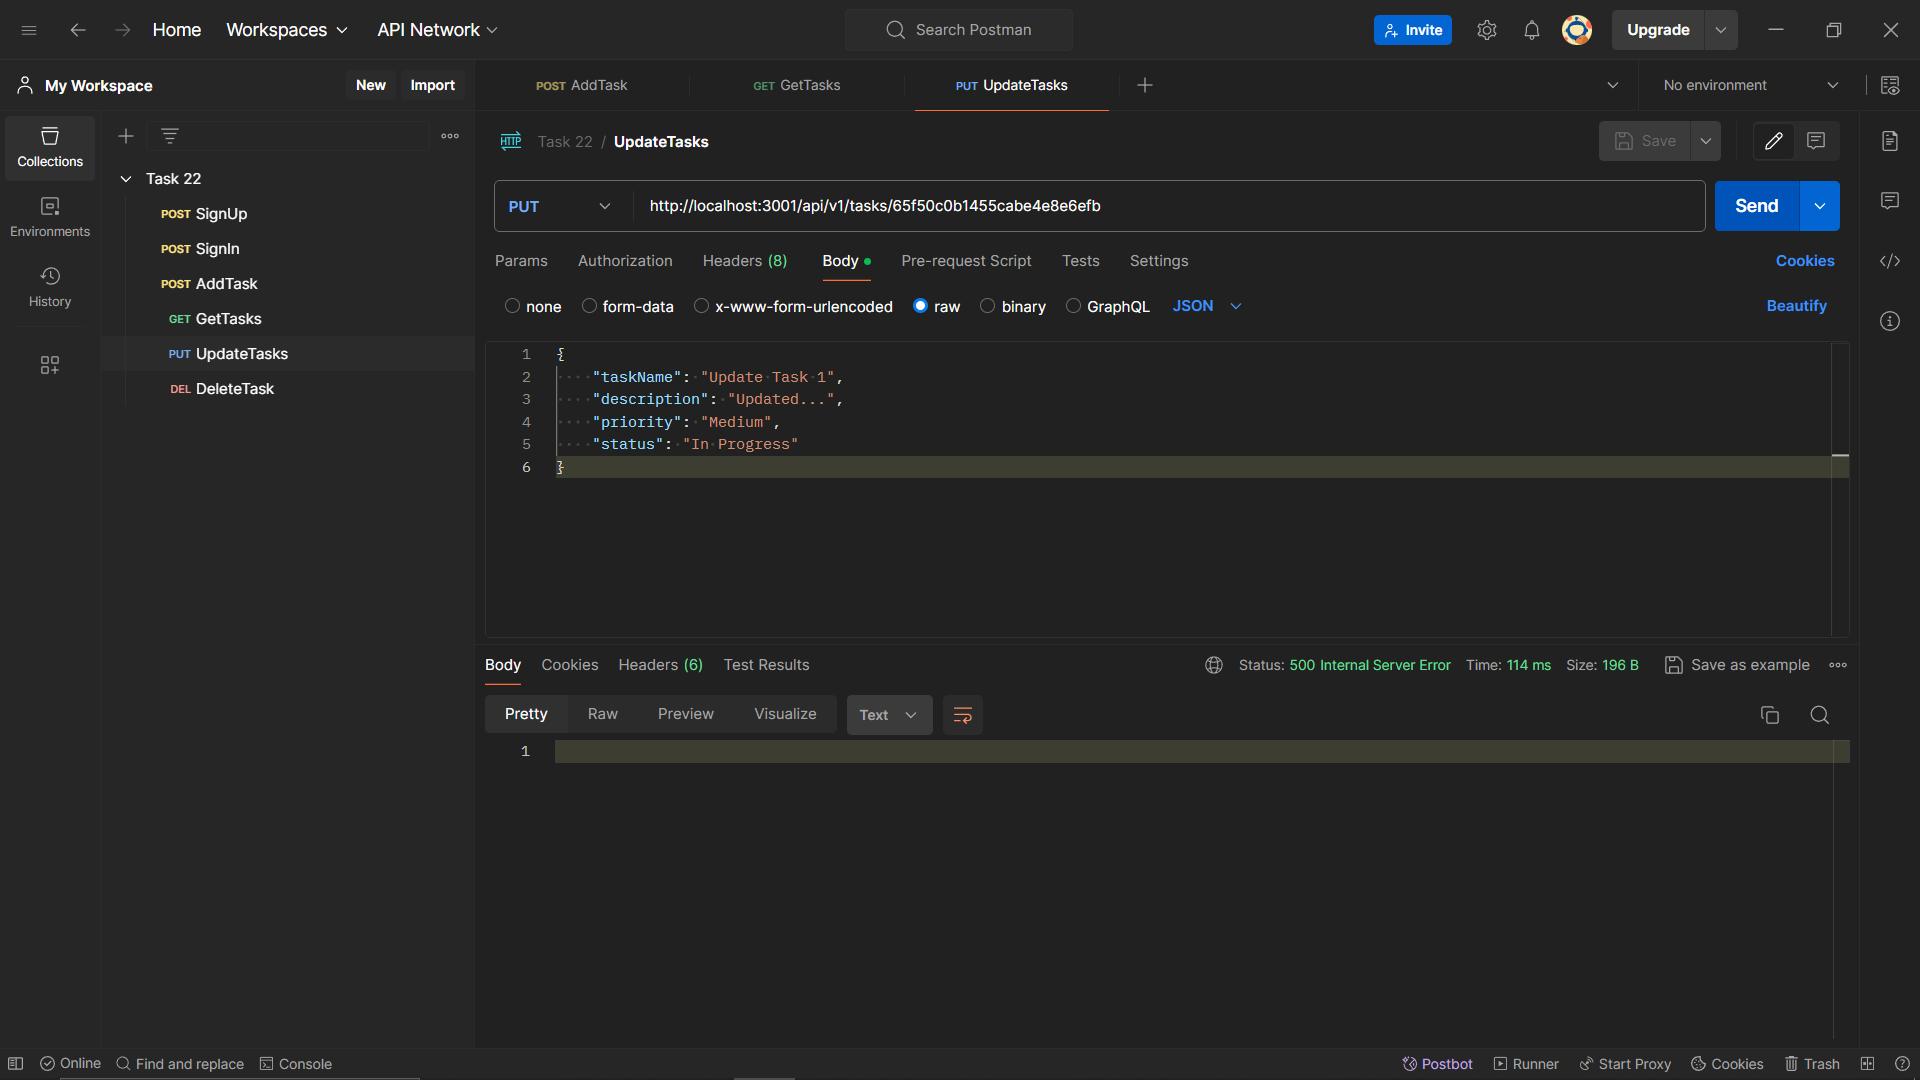 Home
Workspaces
API Network
Search Postman
Invite
Upgrade
My Workspace
New
Import
POST AddTask
GET GetTasks
PUT UpdateTasks
No environment
Collections
Environments
History
Task 22
POST SignUp
POST SignIn
POST AddTask
GET GetTasks
PUT UpdateTasks
DEL DeleteTask
HTTP Task 22 / UpdateTasks
Save
PUT
http://localhost:3001/api/v1/tasks/65f50c0b1455cabe4e8e6efb
Send
Params Authorization Headers (8) Body Pre-request Script Tests Settings
Cookies
none form-data x-www-form-urlencoded raw binary GraphQL JSON
Beautify
1 {
2 "taskName": "Update Task 1",
3 "description": "Updated...",
4 "priority": "Medium",
5 "status": "In Progress"
6 }
Body Cookies Headers (6) Test Results
Status: 500 Internal Server Error Time: 114 ms Size: 196 B
Save as example
Pretty Raw Preview Visualize Text
1
Online
Find and replace
Console
Postbot
Runner
Start Proxy
Cookies
Trash